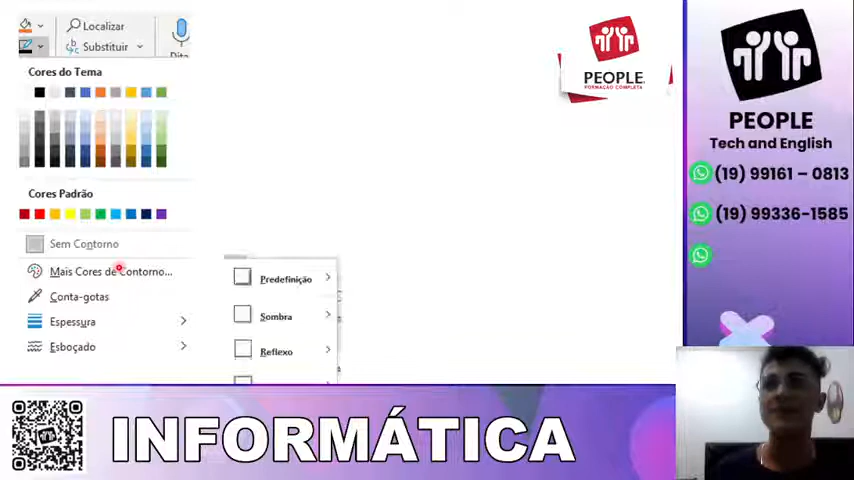 Localizar
Substituir
Cores do Tema
Cores Padrão
Sem Contorno
Mais Cores de Contorno...
Conta-gotas
Espessura
Esboçado
Predefinição
Sombra
Reflexo
PEOPLE
FORMAÇÃO COMPLETA
PEOPLE
Tech and English
(19) 99161 – 0813
(19) 99336-1585
INFORMÁTICA